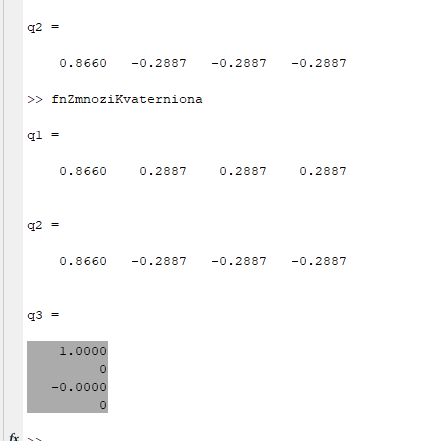 q2 =
0.8660 -0.2887 -0.2887 -0.2887
>> fnZmnoziKvaterniona
q1 =
0.8660 0.2887 0.2887 0.2887
q2 =
0.8660 -0.2887 -0.2887 -0.2887
q3 =
1.0000
0
-0.0000
0
fx >>